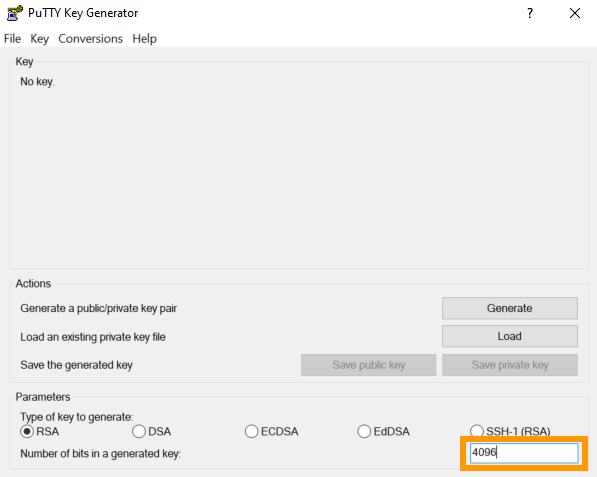 PuTTY Key Generator
? ×
File Key Conversions Help
Key
No key.
Actions
Generate a public/private key pair Generate
Load an existing private key file Load
Save the generated key Save public key Save private key
Parameters
Type of key to generate:
RSA DSA ECDSA EdDSA SSH-1 (RSA)
Number of bits in a generated key: 4096